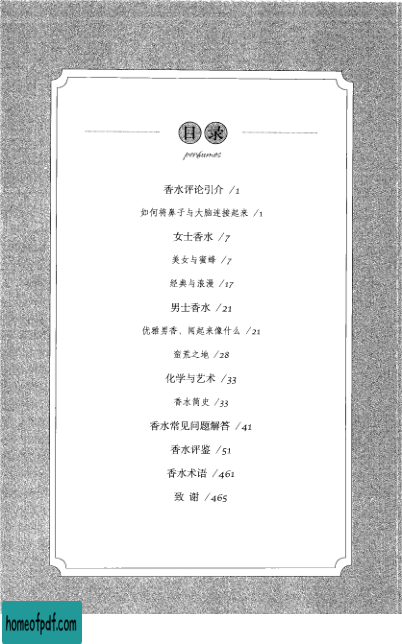 目录
perfumes
香水评论引介 /1
如何将鼻子与大脑连接起来 /1
女士香水 /7
美女与蜜蜂 /7
经典与浪漫 /17
男士香水 /21
优雅男香，闻起来像什么 /21
蛮荒之地 /28
化学与艺术 /33
香水简史 /33
香水常见问题解答 /41
香水评鉴 /51
香水术语 /461
致 谢 /465
homeofpdf.com